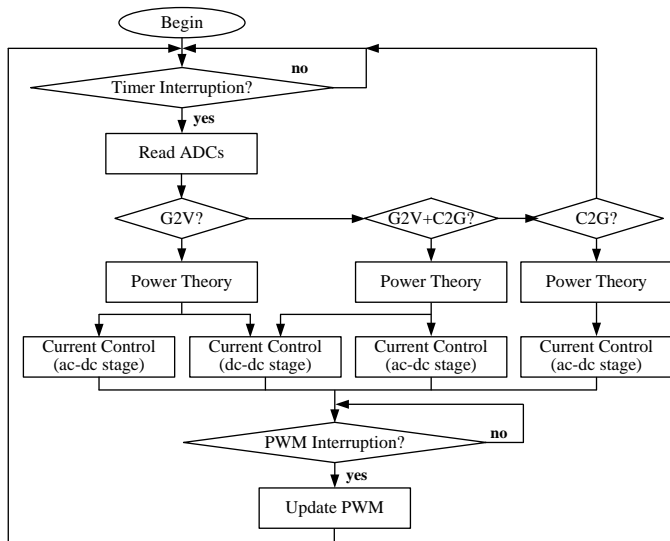 Begin
no
Timer Interruption?
yes
Read ADCs
G2V?
G2V+C2G?
C2G?
Power Theory
Power Theory
Power Theory
Current Control
(ac-dc stage)
Current Control
(dc-dc stage)
Current Control
(ac-dc stage)
Current Control
(ac-dc stage)
PWM Interruption?
no
yes
Update PWM